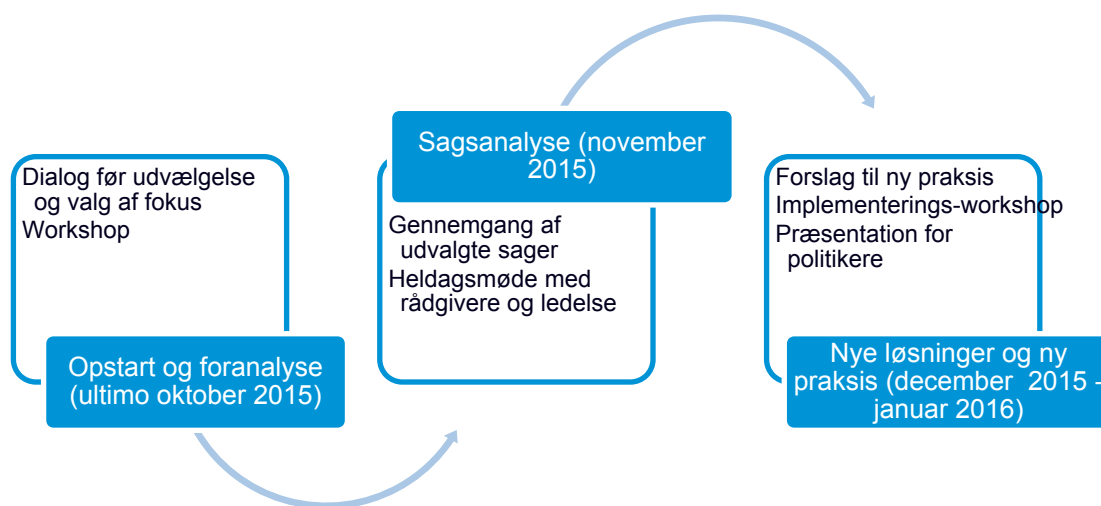 Dialog før udvælgelse
og valg af fokus
Workshop
Opstart og foranalyse
(ultimo oktober 2015)
Sagsanalyse (november
2015)
Gennemgang af
udvalgte sager
Heldagsmøde med
rådgivere og ledelse
Forslag til ny praksis
Implementerings-workshop
Præsentation for
politikere
Nye løsninger og ny
praksis (december 2015 -
januar 2016)